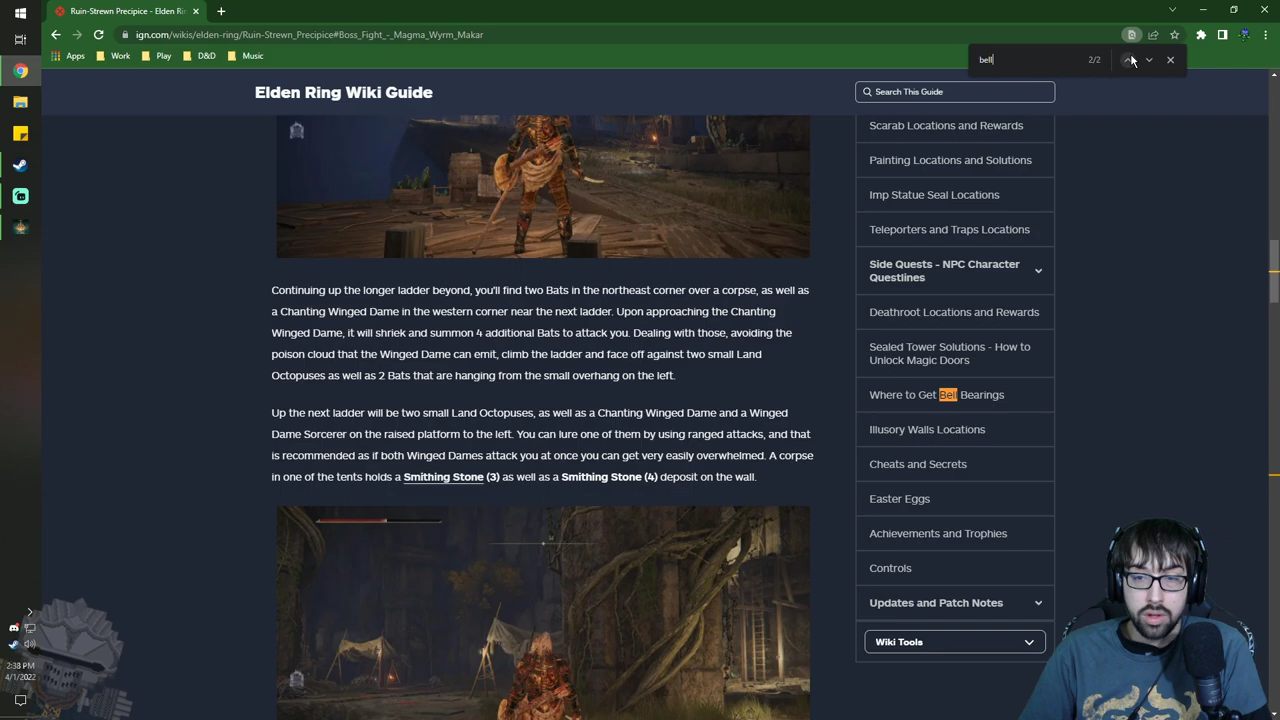 Ruin-Strewn Precipice - Elden Rin
ign.com/wikis/elden-ring/Ruin-Strewn_Precipice#Boss_Fight_-_Magma_Wyrm_Makar
Apps Work Play D&D Music
bell 2/2
Elden Ring Wiki Guide
Search This Guide
Scarab Locations and Rewards
Painting Locations and Solutions
Imp Statue Seal Locations
Teleporters and Traps Locations
Side Quests - NPC Character
Questlines
Deathroot Locations and Rewards
Sealed Tower Solutions - How to
Unlock Magic Doors
Where to Get Bell Bearings
Illusory Walls Locations
Cheats and Secrets
Easter Eggs
Achievements and Trophies
Controls
Updates and Patch Notes
Wiki Tools
Continuing up the longer ladder beyond, you'll find two Bats in the northeast corner over a corpse, as well as
a Chanting Winged Dame in the western corner near the next ladder. Upon approaching the Chanting
Winged Dame, it will shriek and summon 4 additional Bats to attack you. Dealing with those, avoiding the
poison cloud that the Winged Dame can emit, climb the ladder and face off against two small Land
Octopuses as well as 2 Bats that are hanging from the small overhang on the left.
Up the next ladder will be two small Land Octopuses, as well as a Chanting Winged Dame and a Winged
Dame Sorcerer on the raised platform to the left. You can lure one of them by using ranged attacks, and that
is recommended as if both Winged Dames attack you at once you can get very easily overwhelmed. A corpse
in one of the tents holds a Smithing Stone (3) as well as a Smithing Stone (4) deposit on the wall.
2:38 PM
4/1/2022